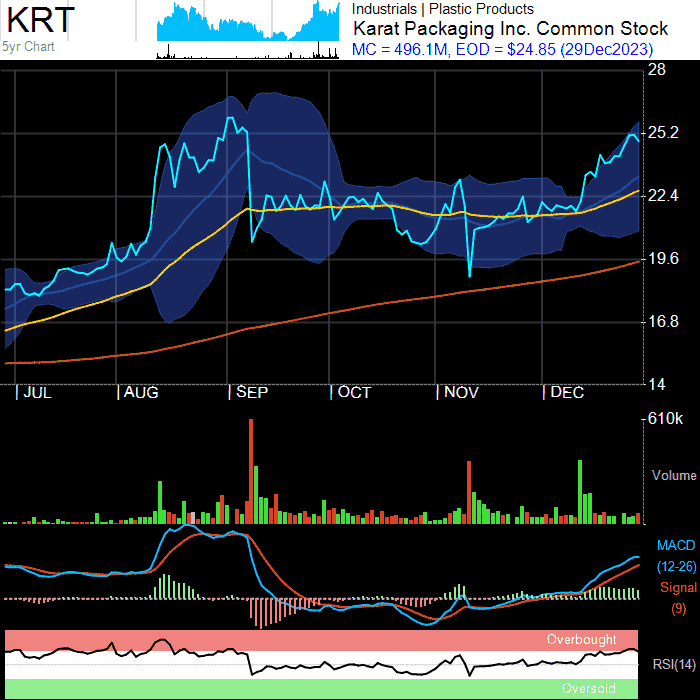 KRT
5yr Chart
Industrials | Plastic Products
Karat Packaging Inc. Common Stock
MC = 496.1M, EOD = $24.85 (29Dec2023)
28
25.2
22.4
19.6
16.8
14
JUL AUG SEP OCT NOV DEC
610k
Volume
MACD
(12-26)
Signal
(9)
Overbought
RSI(14)
Oversold